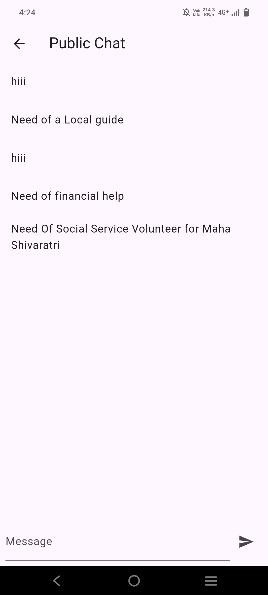 4:24
4G+
Public Chat
hiii
Need of a Local guide
hiii
Need of financial help
Need Of Social Service Volunteer for Maha
Shivaratri
Message